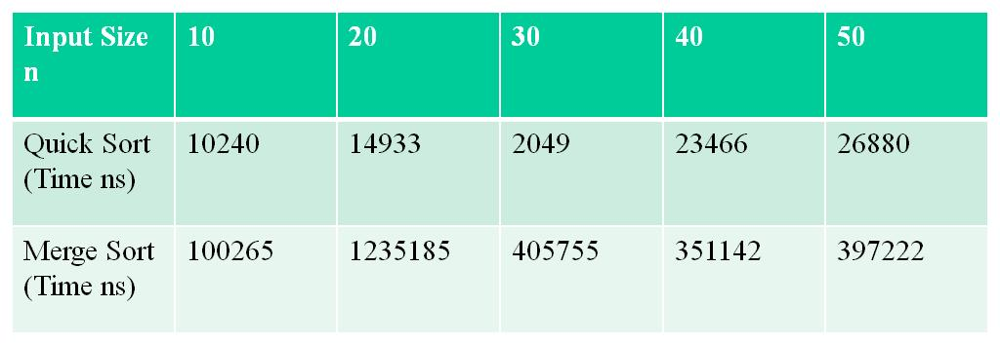 Input Size n 10 20 30 40 50
Quick Sort (Time ns) 10240 14933 2049 23466 26880
Merge Sort (Time ns) 100265 1235185 405755 351142 397222